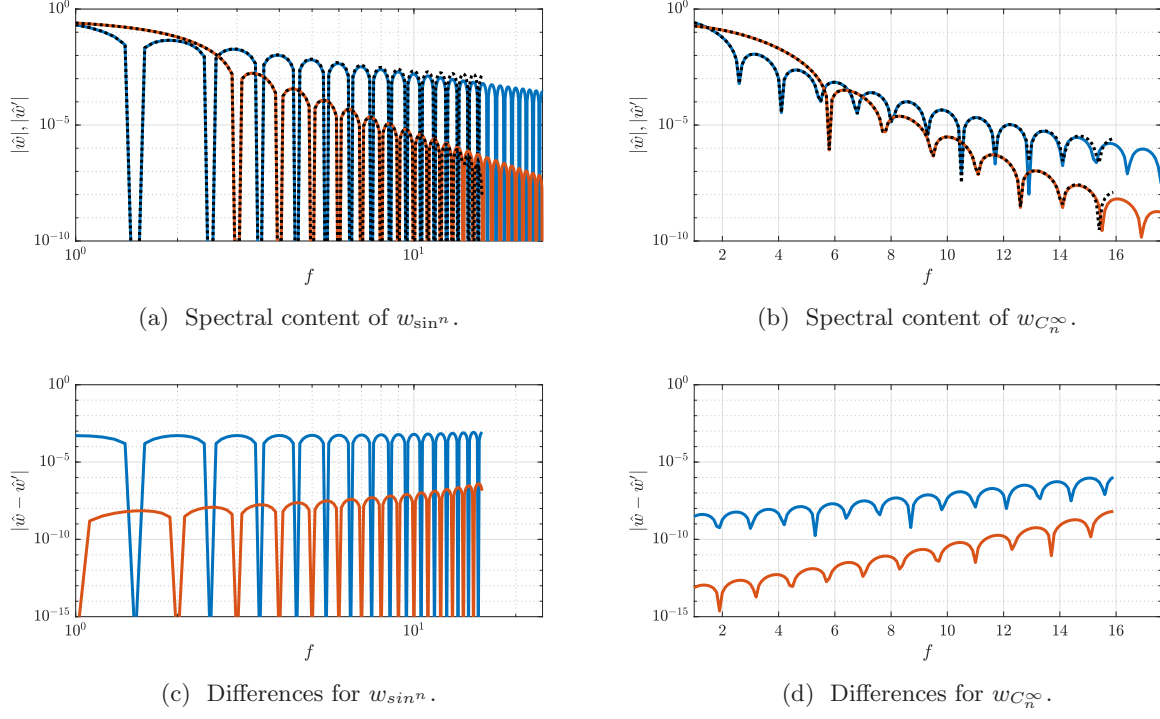 10^0
10^{-5}
10^{-10}
|ŵ|, |ŵ′|
10^0 10^1
f
(a) Spectral content of w_{sin^n}.
10^0
10^{-5}
10^{-10}
|ŵ|, |ŵ′|
2 4 6 8 10 12 14 16
f
(b) Spectral content of w_{C_n^∞}.
10^0
10^{-5}
10^{-10}
10^{-15}
|ŵ − ŵ′|
10^0 10^1
f
(c) Differences for w_{sin^n}.
10^0
10^{-5}
10^{-10}
10^{-15}
|ŵ − ŵ′|
2 4 6 8 10 12 14 16
f
(d) Differences for w_{C_n^∞}.